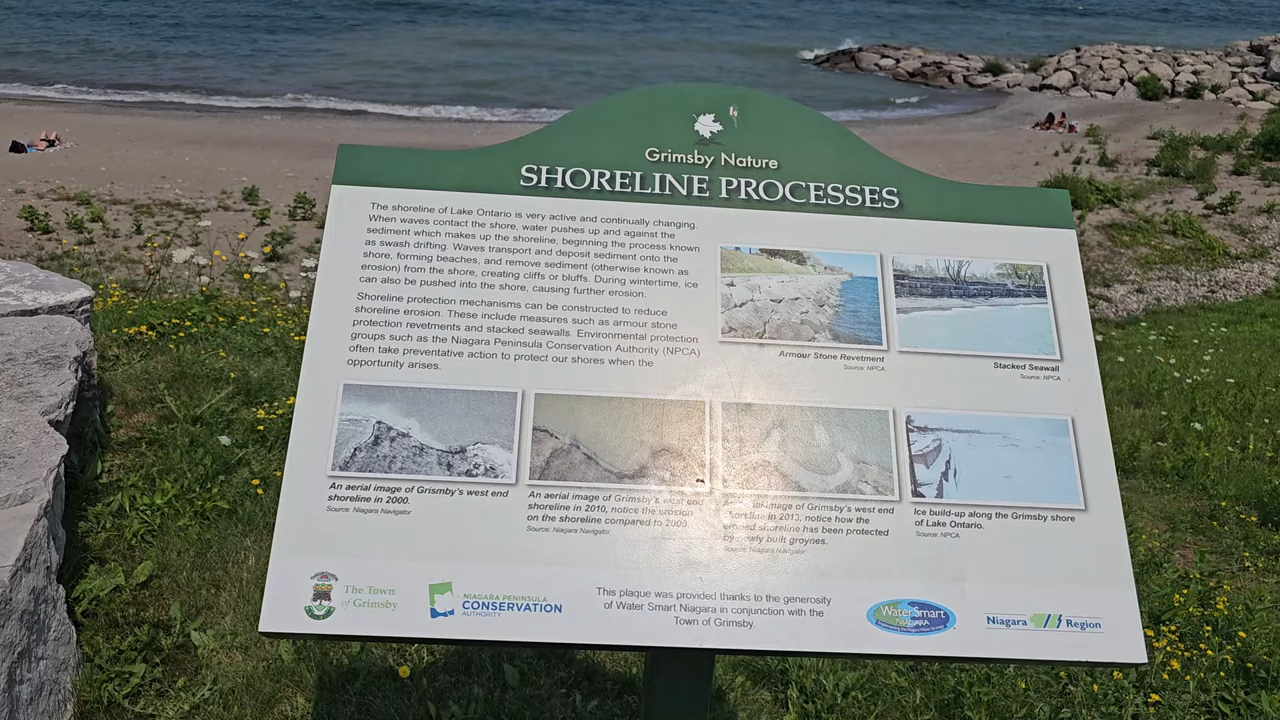 Grimsby Nature
SHORELINE PROCESSES
The shoreline of Lake Ontario is very active and continually changing.
When waves contact the shore, water pushes up and against the
sediment which makes up the shoreline, beginning the process known
as swash drifting. Waves transport and deposit sediment onto the
shore, forming beaches, and remove sediment (otherwise known as
erosion) from the shore, creating cliffs or bluffs. During wintertime, ice
can also be pushed into the shore, causing further erosion.
Shoreline protection mechanisms can be constructed to reduce
shoreline erosion. These include measures such as armour stone
protection revetments and stacked seawalls. Environmental protection
groups such as the Niagara Peninsula Conservation Authority (NPCA)
often take preventative action to protect our shores when the
opportunity arises.
Armour Stone Revetment
Source: NPCA
Stacked Seawall
Source: NPCA
An aerial image of Grismby's west end
shoreline in 2000.
Source: Niagara Navigator
An aerial image of Grimsby's west end
shoreline in 2010, notice the erosion
on the shoreline compared to 2000.
Source: Niagara Navigator
image of Grimsby's west end
shoreline in 2013, notice how the
eroded shoreline has been protected
by newly built groynes.
Source: Niagara Navigator
Ice build-up along the Grimsby shore
of Lake Ontario.
Source: NPCA
The Town
of Grimsby
NIAGARA PENINSULA
CONSERVATION
AUTHORITY
This plaque was provided thanks to the generosity
of Water Smart Niagara in conjunction with the
Town of Grimsby.
Water Smart
NIAGARA
Niagara Region